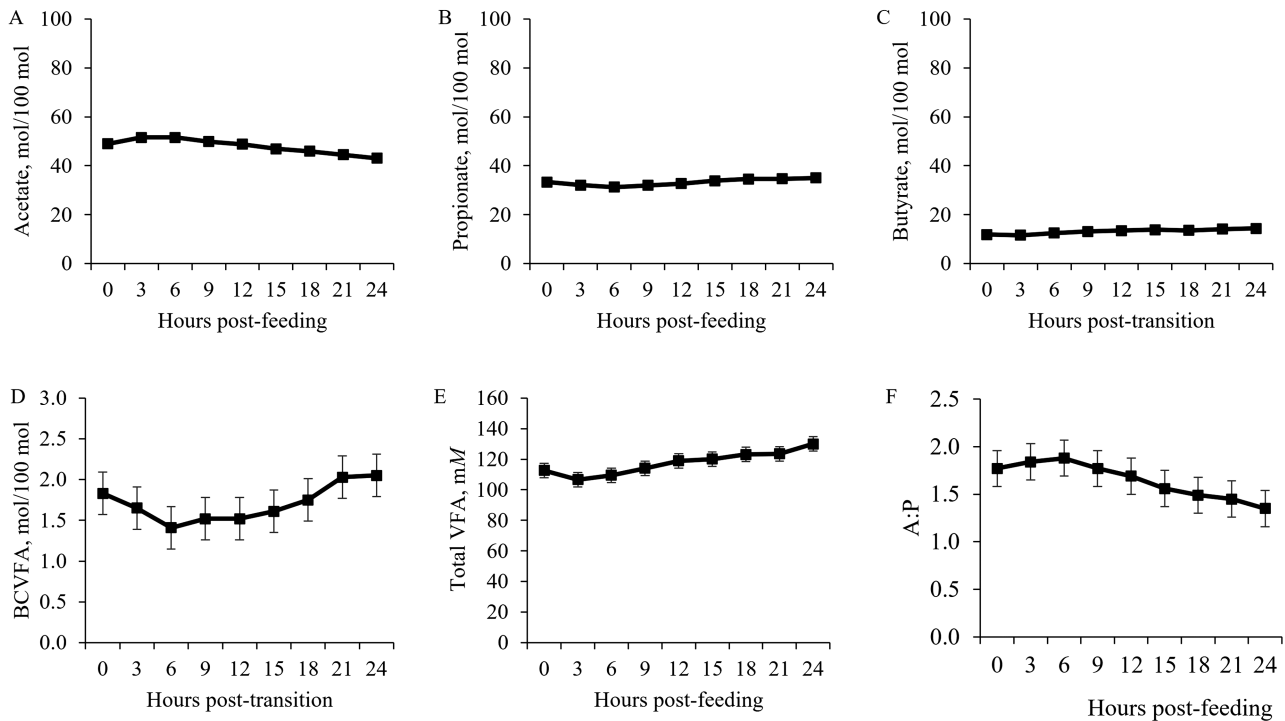 A
Acetate, mol/100 mol
100
80
60
40
20
0
0 3 6 9 12 15 18 21 24
Hours post-feeding
B
Propionate, mol/100 mol
100
80
60
40
20
0
0 3 6 9 12 15 18 21 24
Hours post-feeding
C
Butyrate, mol/100 mol
100
80
60
40
20
0
0 3 6 9 12 15 18 21 24
Hours post-transition
D
BCVFA, mol/100 mol
3.0
2.5
2.0
1.5
1.0
0.5
0.0
0 3 6 9 12 15 18 21 24
Hours post-transition
E
Total VFA, mM
160
140
120
100
80
60
40
20
0
0 3 6 9 12 15 18 21 24
Hours post-feeding
F
A:P
2.5
2.0
1.5
1.0
0.5
0.0
0 3 6 9 12 15 18 21 24
Hours post-feeding